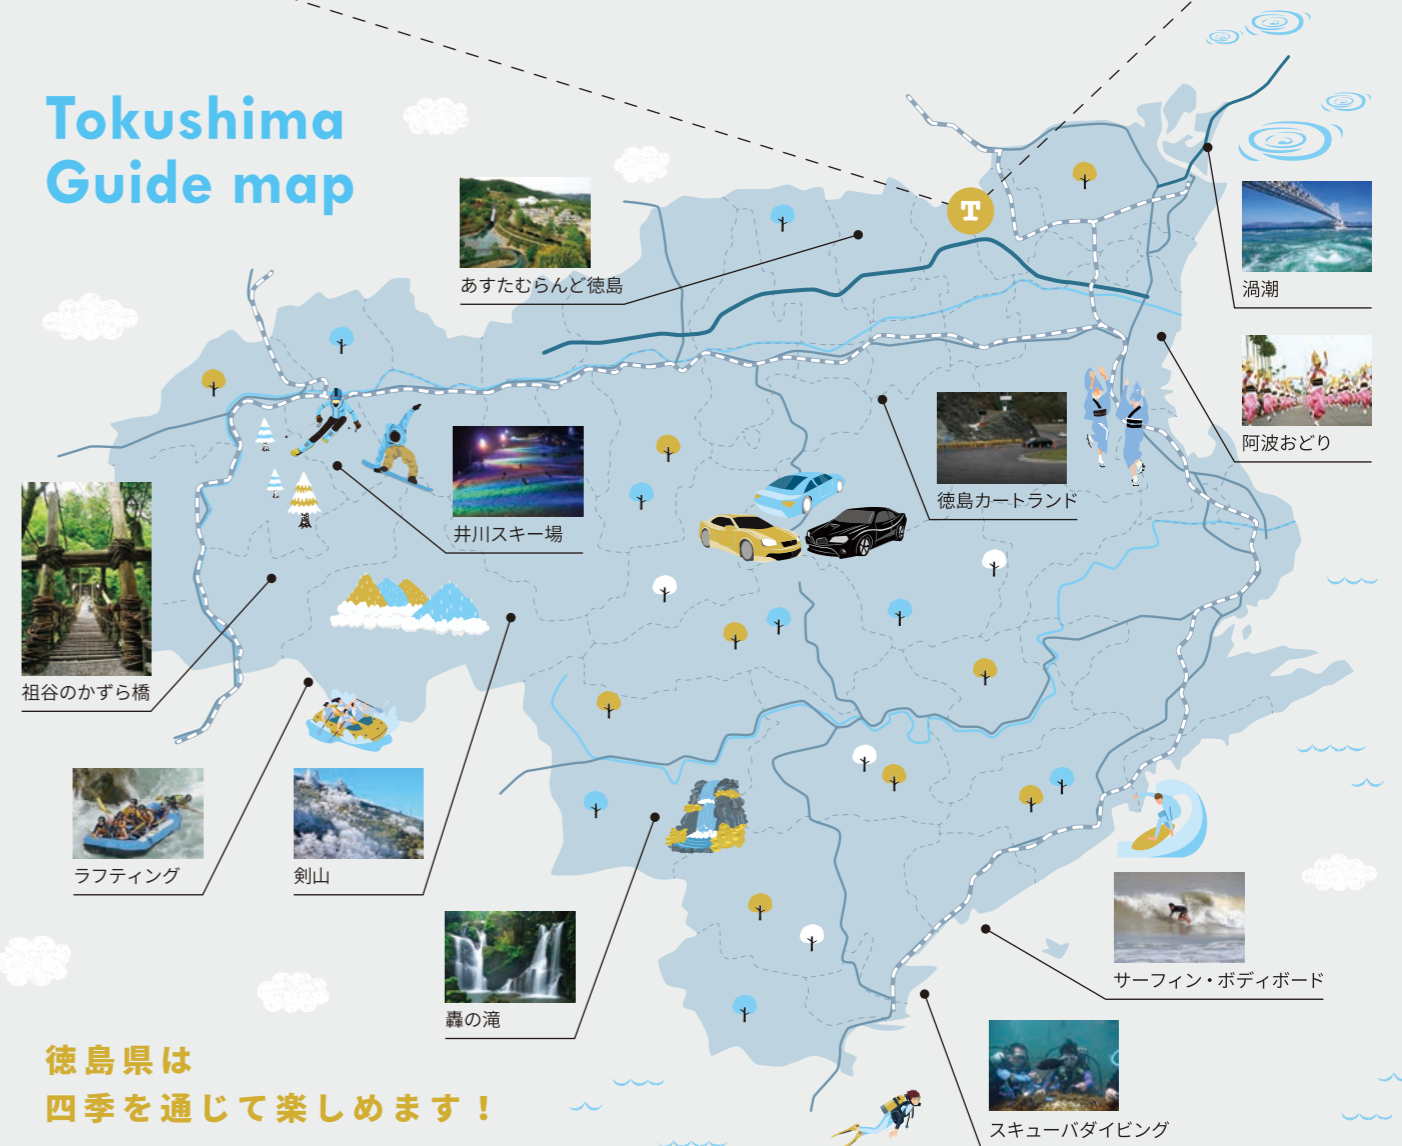 Tokushima
Guide map
T
あすたむらんど徳島
渦潮
阿波おどり
徳島カートランド
井川スキー場
祖谷のかずら橋
ラフティング
剣山
轟の滝
サーフィン・ボディボード
スキューバダイビング
徳島県は
四季を通じて楽しめます！